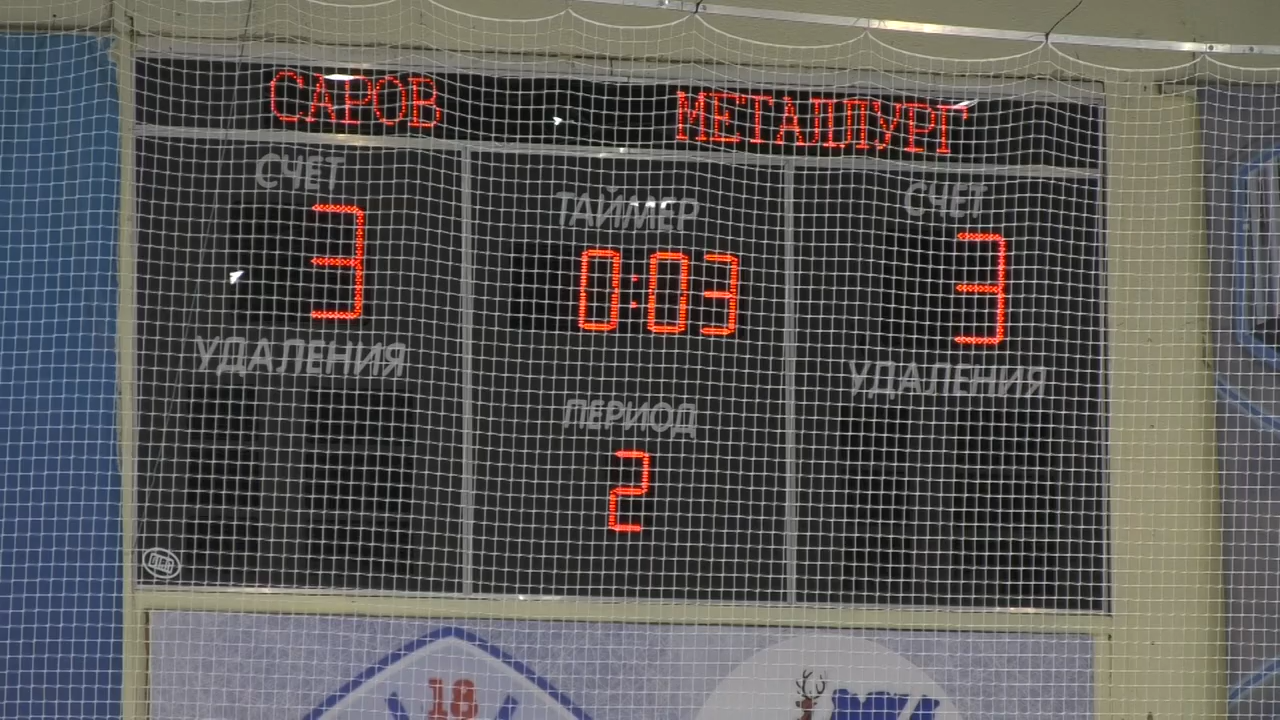 САРОВ МЕТАЛЛУРГ
СЧЕТ ТАЙМЕР СЧЕТ
3 0:03 3
УДАЛЕНИЯ ПЕРИОД УДАЛЕНИЯ
2
18